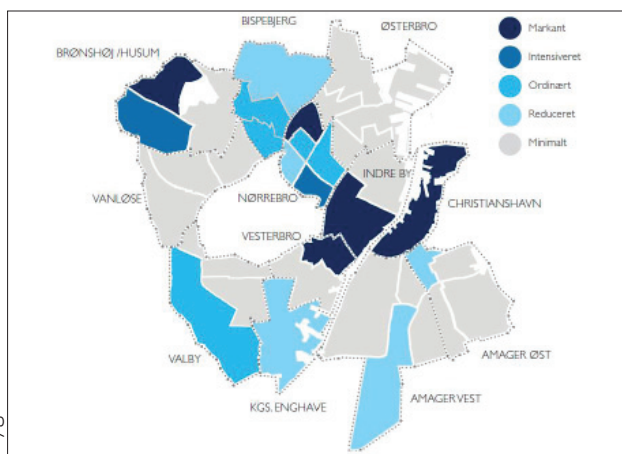 BISPEBJERG
ØSTERBRO
BRØNSHØJ /HUSUM
Markant
Intensiveret
Ordinært
Reduceret
Minimalt
INDRE BY
VANLØSE
NØRREBRO
CHRISTIANSHAVN
VESTERBRO
VALBY
AMAGER ØST
KGS. ENGHAVE
AMAGER VEST